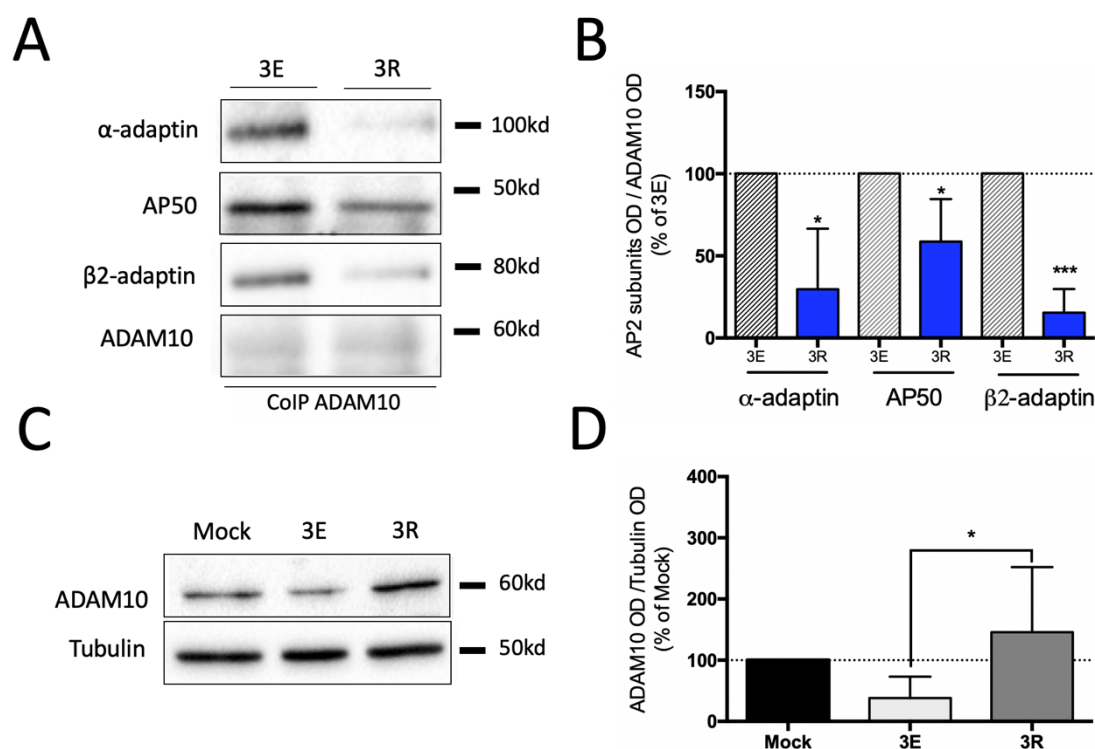 A
3E 3R
α-adaptin
100kd
AP50
50kd
β2-adaptin
80kd
ADAM10
60kd
CoIP ADAM10
B
AP2 subunits OD / ADAM10 OD
(% of 3E)
150
100
50
0
* * ***
3E 3R 3E 3R 3E 3R
α-adaptin AP50 β2-adaptin
C
Mock 3E 3R
ADAM10
60kd
Tubulin
50kd
D
ADAM10 OD /Tubulin OD
(% of Mock)
400
300
200
100
0
*
Mock 3E 3R